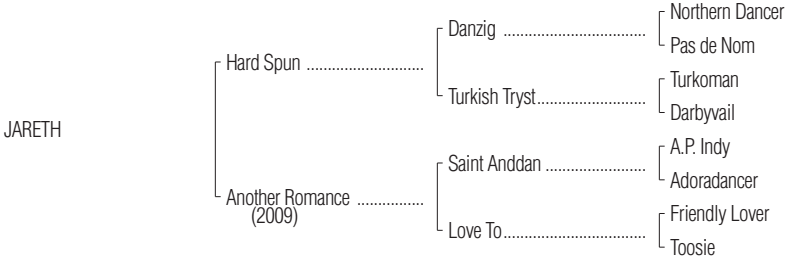 Northern Dancer
Danzig ..................................
Pas de Nom
Hard Spun ............................
Turkoman
Turkish Tryst..........................
Darbyvail
JARETH
A.P. Indy
Saint Anddan ........................
Adoradancer
Another Romance ................
(2009)
Friendly Lover
Love To..................................
Toosie